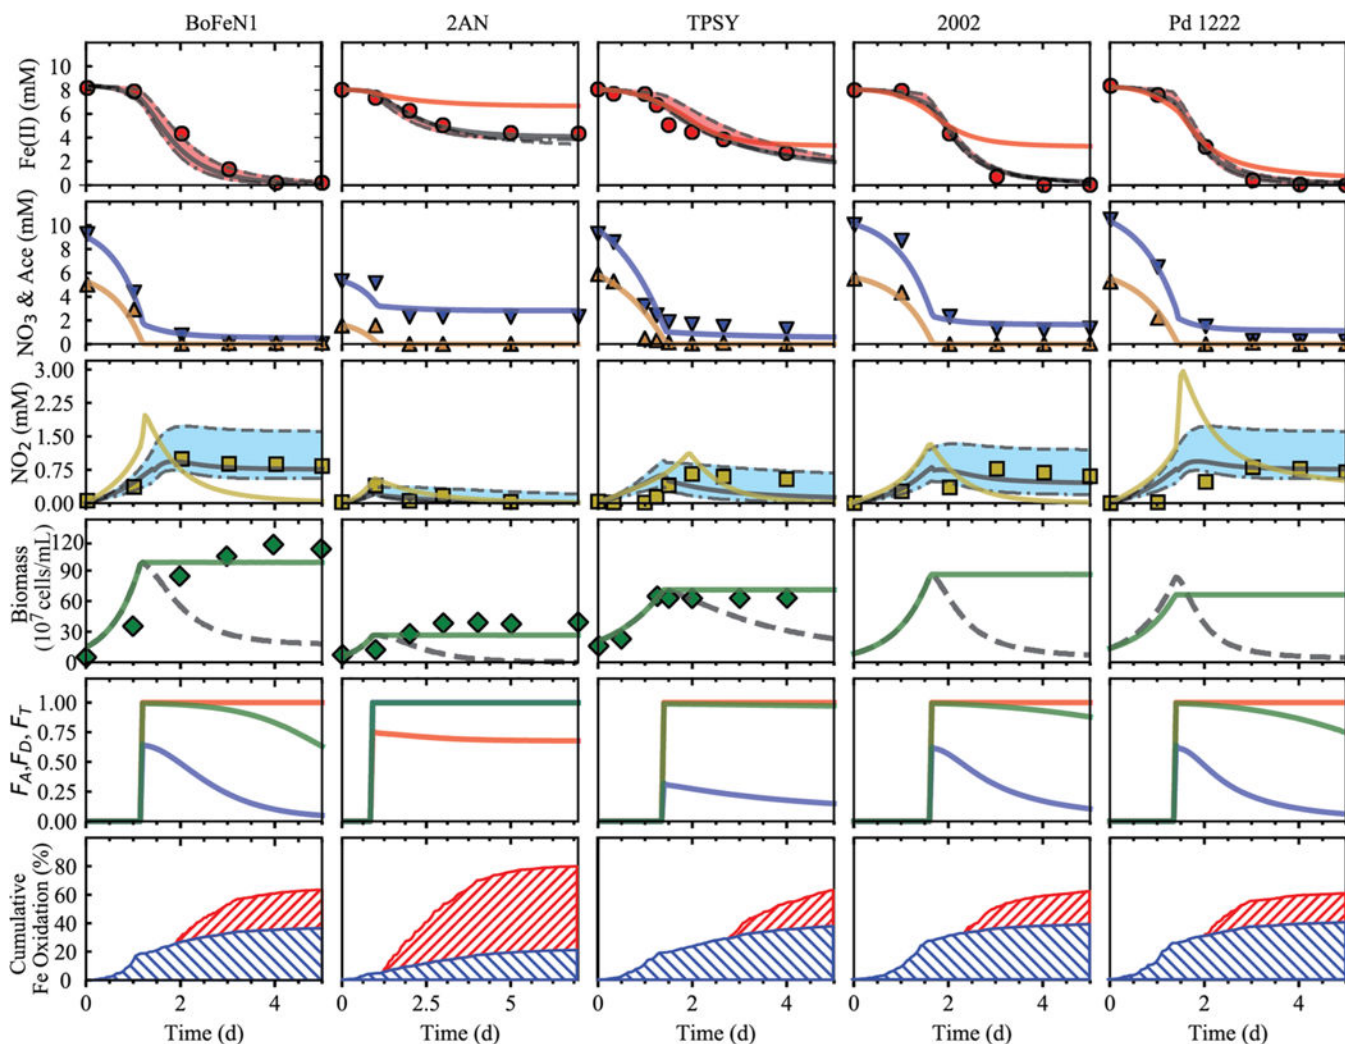 BoFeN1 2AN TPSY 2002 Pd 1222
Fe(II) (mM)
10
8
6
4
2
0
NO3 & Ace (mM)
10
8
6
4
2
0
NO2 (mM)
3.00
2.25
1.50
0.75
0.00
Biomass
(10^7 cells/mL)
120
90
60
30
0
FA,FD, FT
1.00
0.75
0.50
0.25
0.00
Cumulative
Fe Oxidation (%)
80
60
40
20
0
0 2 4 0 2.5 5 0 2 4 0 2 4 0 2 4
Time (d) Time (d) Time (d) Time (d) Time (d)